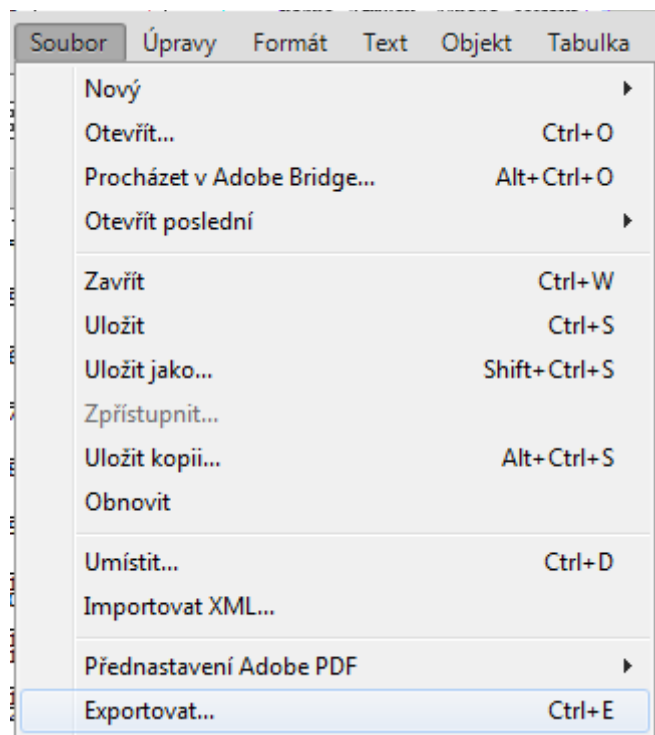 Soubor Úpravy Formát Text Objekt Tabulka
Nový
Otevřít... Ctrl+O
Procházet v Adobe Bridge... Alt+Ctrl+O
Otevřít poslední
Zavřít Ctrl+W
Uložit Ctrl+S
Uložit jako... Shift+Ctrl+S
Zpřístupnit...
Uložit kopii... Alt+Ctrl+S
Obnovit
Umístit... Ctrl+D
Importovat XML...
Přednastavení Adobe PDF
Exportovat... Ctrl+E